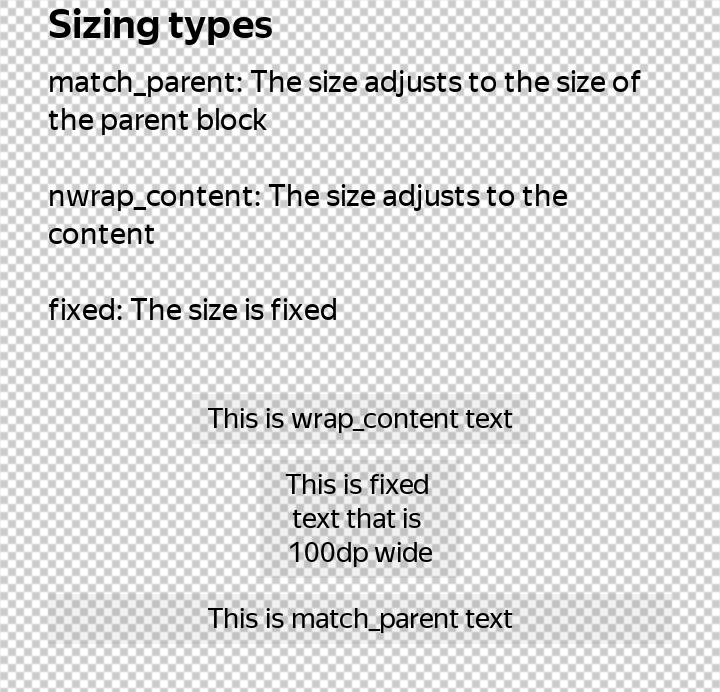 Sizing types
match_parent: The size adjusts to the size of
the parent block
nwrap_content: The size adjusts to the
content
fixed: The size is fixed
This is wrap_content text
This is fixed
text that is
100dp wide
This is match_parent text